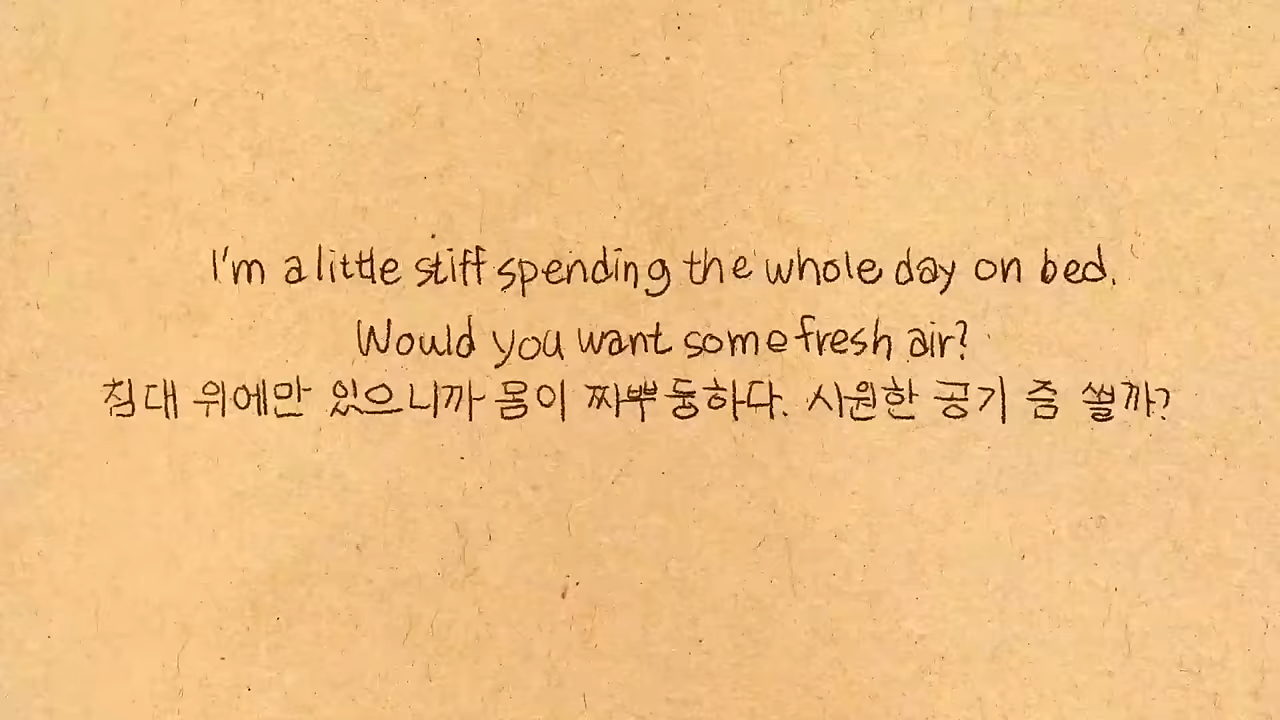 I'm a little stiff spending the whole day on bed.
Would you want some fresh air?
침대 위에만 있으니까 몸이 찌뿌둥하다. 시원한 공기 좀 쐴까?